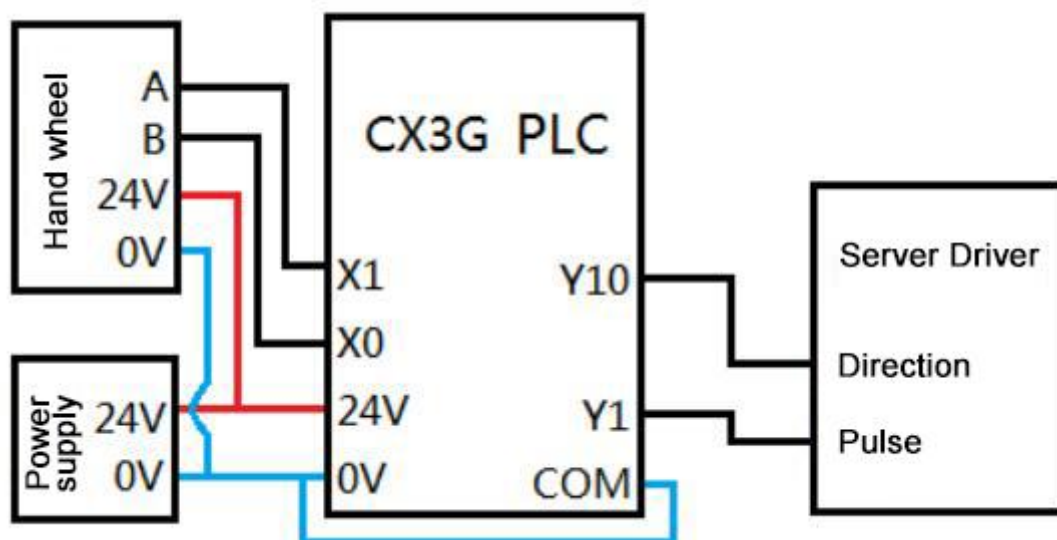 Hand wheel
A
B
24V
0V
Power
supply
24V
0V
CX3G PLC
X1
X0
24V
0V
Y10
Y1
COM
Server Driver
Direction
Pulse